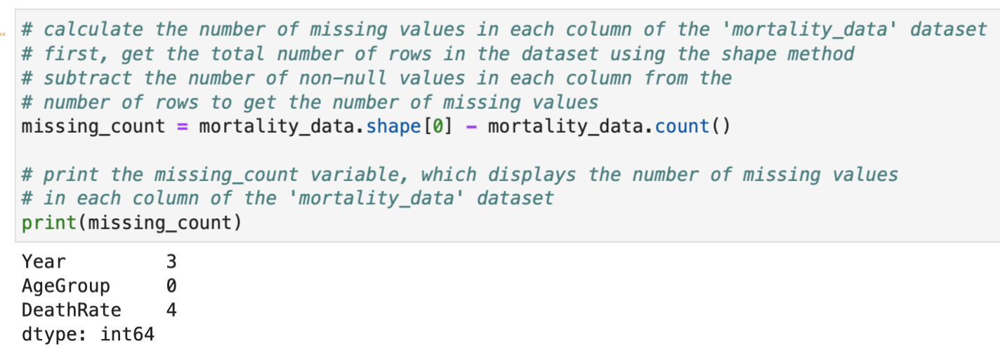 # calculate the number of missing values in each column of the 'mortality_data' dataset
# first, get the total number of rows in the dataset using the shape method
# subtract the number of non-null values in each column from the
# number of rows to get the number of missing values
missing_count = mortality_data.shape[0] - mortality_data.count()
# print the missing_count variable, which displays the number of missing values
# in each column of the 'mortality_data' dataset
print(missing_count)
Year 3
AgeGroup 0
DeathRate 4
dtype: int64